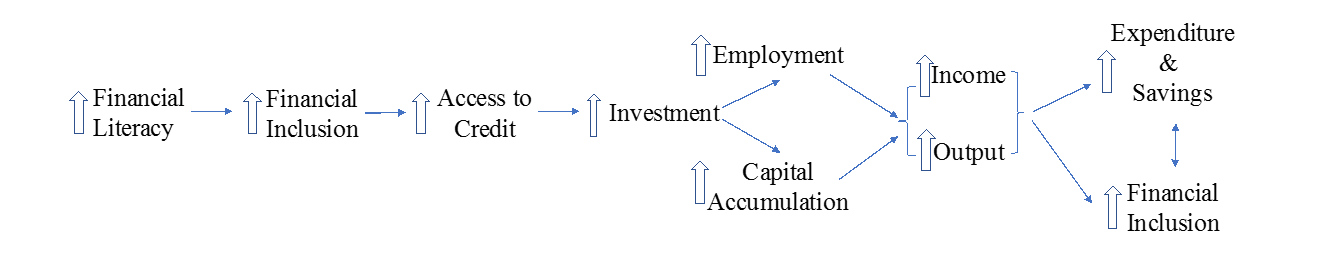 Financial
Literacy
Financial
Inclusion
Access to
Credit
Investment
Employment
Capital
Accumulation
Income
Output
Expenditure
&
Savings
Financial
Inclusion